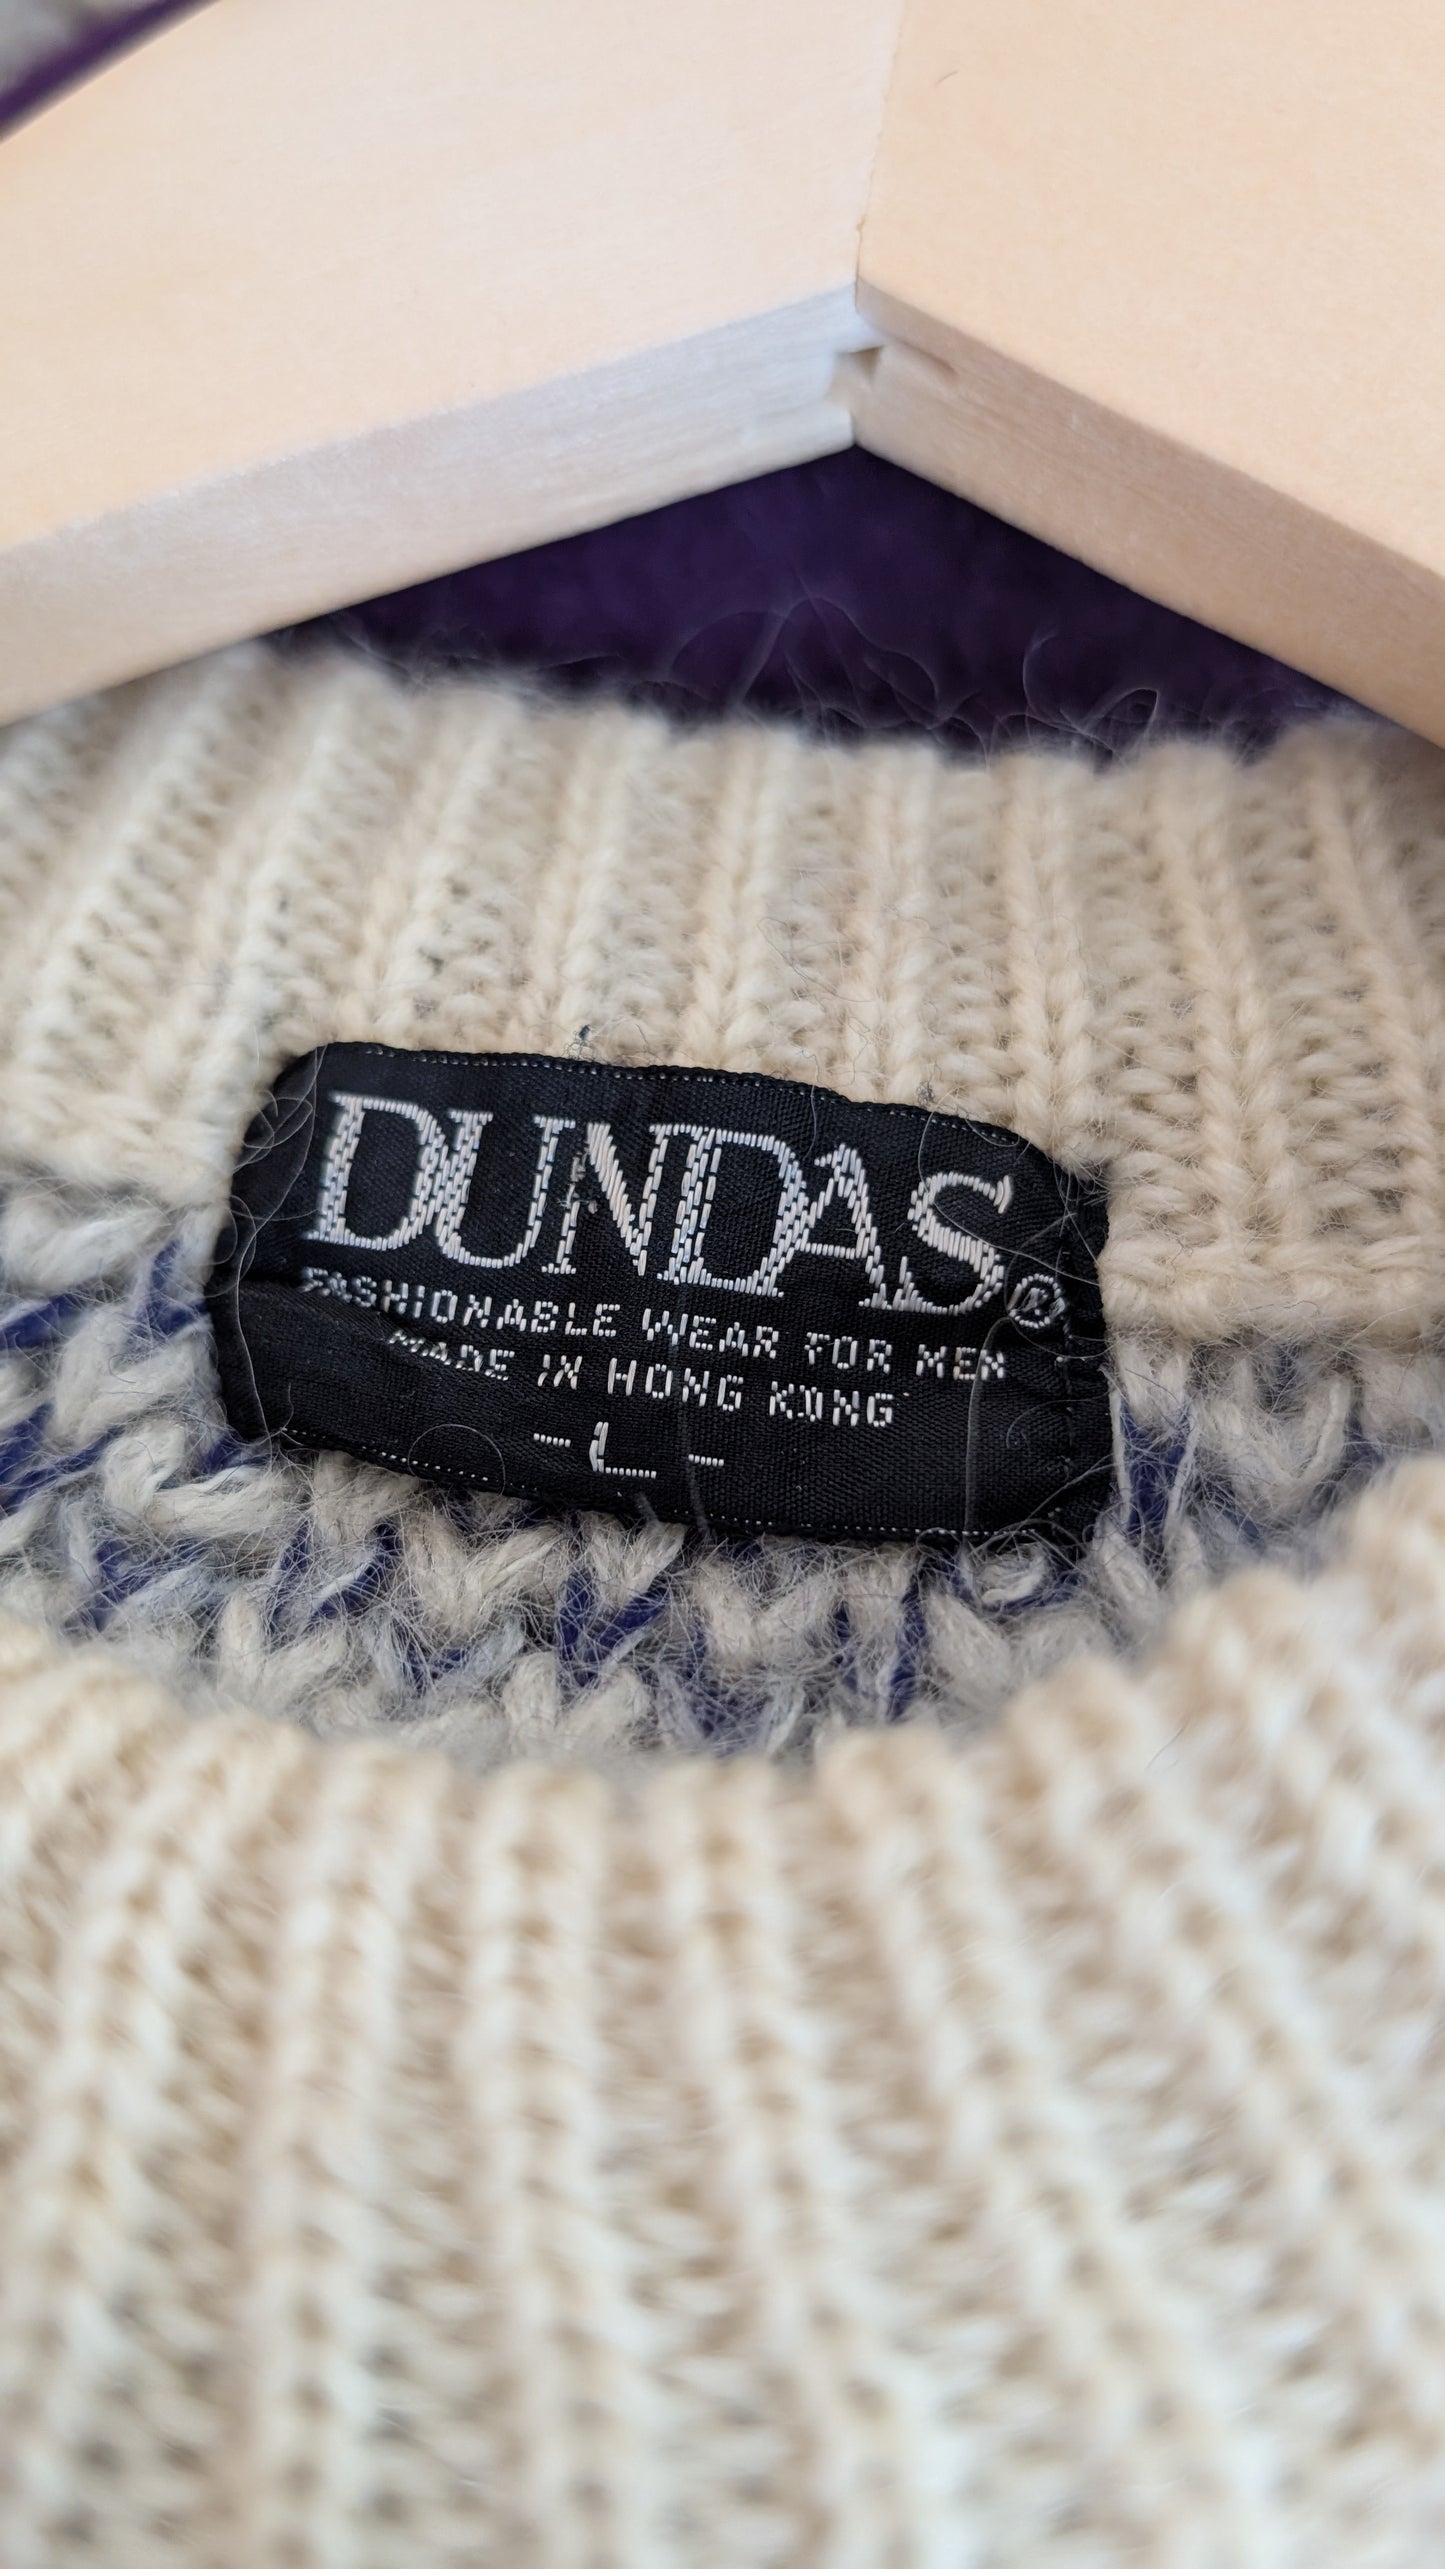 DUNDAS®
FASHIONABLE WEAR FOR MEN
MADE IN HONG KONG
- L -